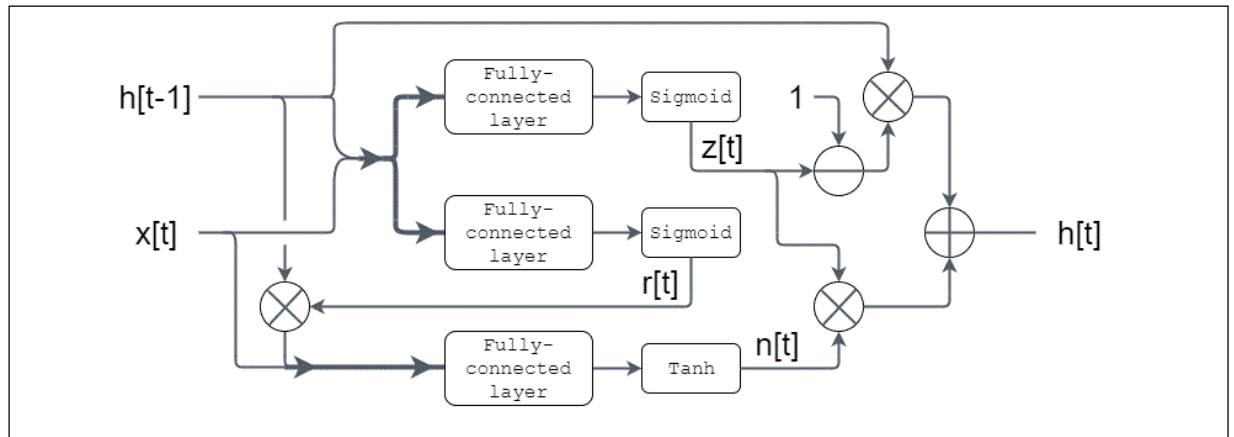 Fully-
connected
layer
Sigmoid
h[t-1]
1
z[t]
x[t]
Fully-
connected
layer
Sigmoid
h[t]
r[t]
Fully-
connected
layer
Tanh
n[t]